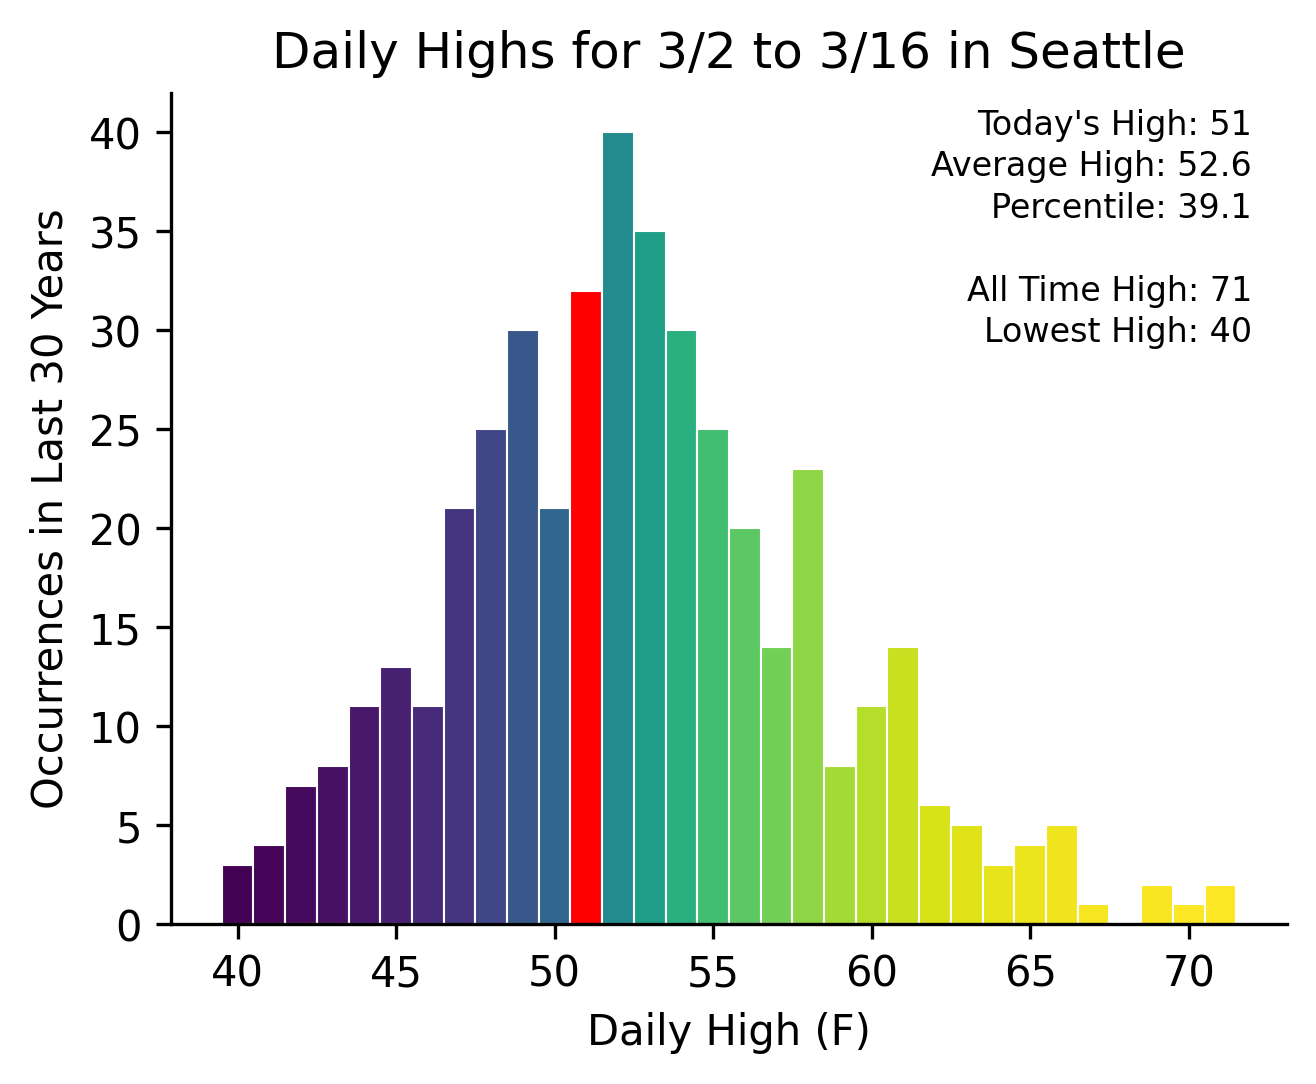 Daily Highs for 3/2 to 3/16 in Seattle
Today's High: 51
Average High: 52.6
Percentile: 39.1
All Time High: 71
Lowest High: 40
Occurrences in Last 30 Years
40
35
30
25
20
15
10
5
0
40 45 50 55 60 65 70
Daily High (F)